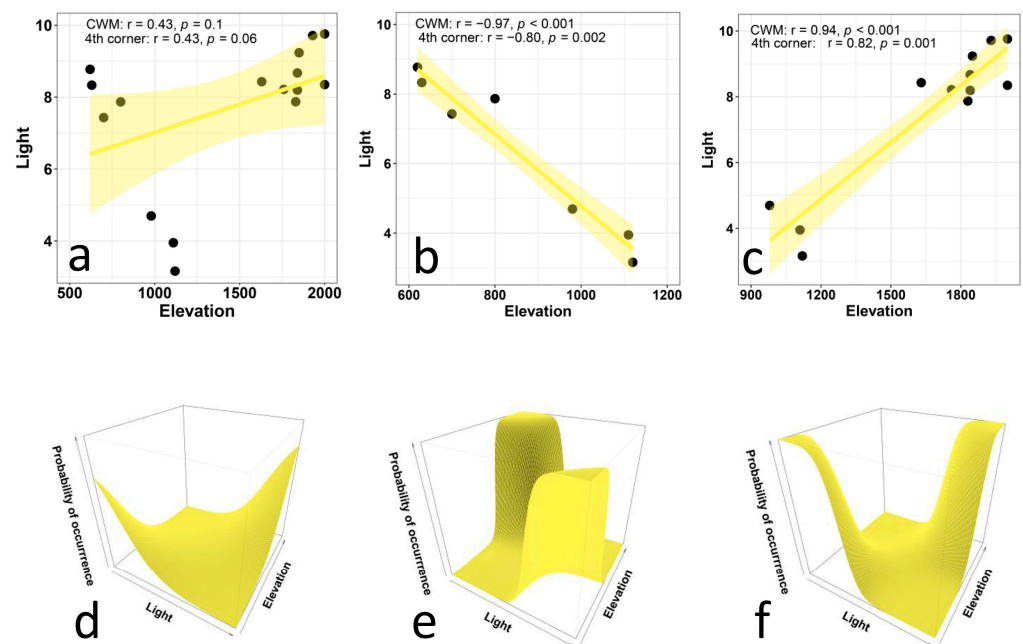 CWM: r = 0.43, p = 0.1
4th corner: r = 0.43, p = 0.06
10
8
6
4
Light
a
500
1000
1500
2000
Elevation
CWM: r = −0.97, p < 0.001
4th corner: r = −0.80, p = 0.002
10
8
6
4
Light
b
600
800
1000
1200
Elevation
CWM: r = 0.94, p < 0.001
4th corner: r = 0.82, p = 0.001
10
8
6
4
Light
c
900
1200
1500
1800
Elevation
Probability of occurrrence
Light
Elevation
d
Probability of occurrrence
Light
Elevation
e
Probability of occurrrence
Light
Elevation
f